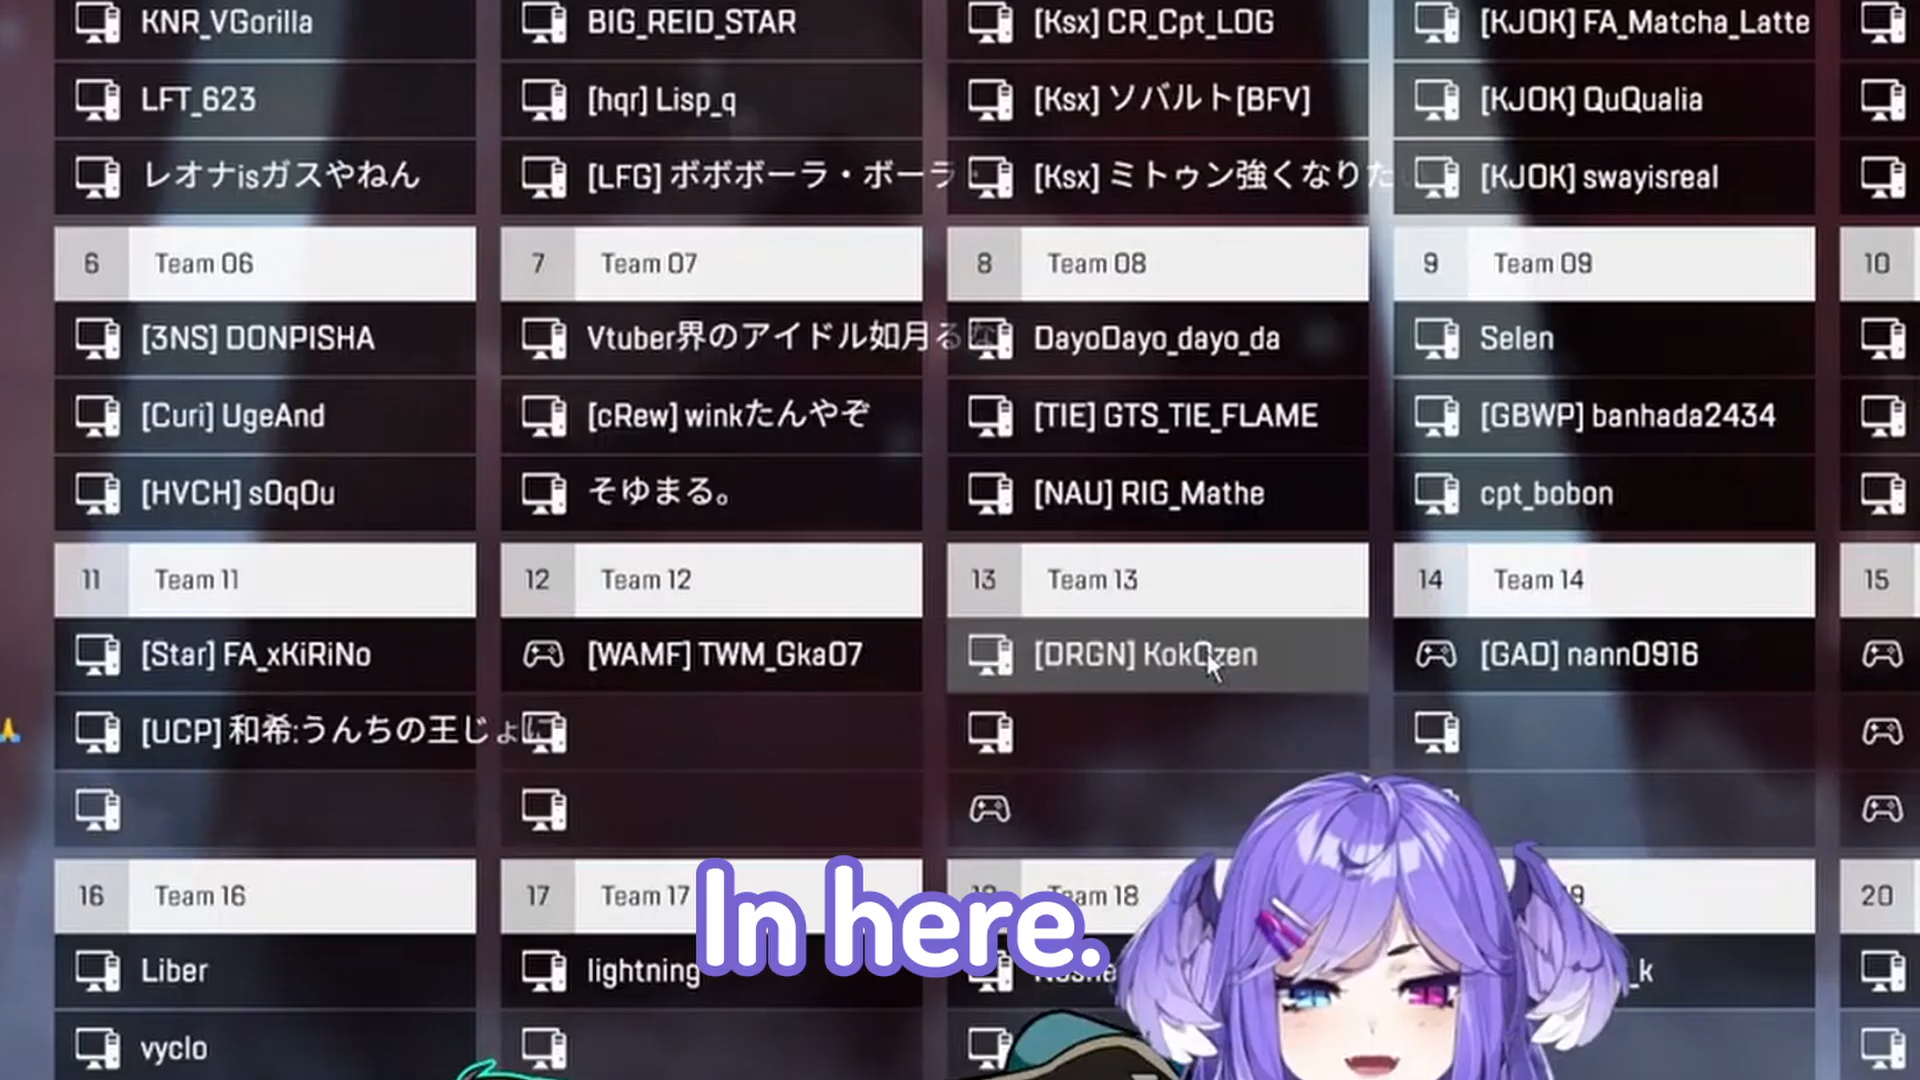 KNR_VGorilla
BIG_REID_STAR
[Ksx] CR_Cpt_LOG
[KJOK] FA_Matcha_Latte
LFT_623
[hqr] Lisp_q
[Ksx] ソバルト[BFV]
[KJOK] QuQualia
レオナisガスやねん
[LFG] ボボボーラ・ボーラ
[Ksx] ミトゥン強くなりた
[KJOK] swayisreal
6 Team 06
7 Team 07
8 Team 08
9 Team 09
10
[3NS] DONPISHA
Vtuber界のアイドル如月るな
DayoDayo_dayo_da
Selen
[Curi] UgeAnd
[cRew] winkたんやぞ
[TIE] GTS_TIE_FLAME
[GBWP] banhada2434
[HVCH] s0q0u
そゆまる。
[NAU] RIG_Mathe
cpt_bobon
11 Team 11
12 Team 12
13 Team 13
14 Team 14
15
[Star] FA_xKiRiNo
[WAMF] TWM_Gka07
[DRGN] Kok0zen
[GAD] nann0916
[UCP] 和希:うんちの王じょに
16 Team 16
17 Team 17
18 Team 18
9
20
In here.
Liber
lightning
_k
vyclo